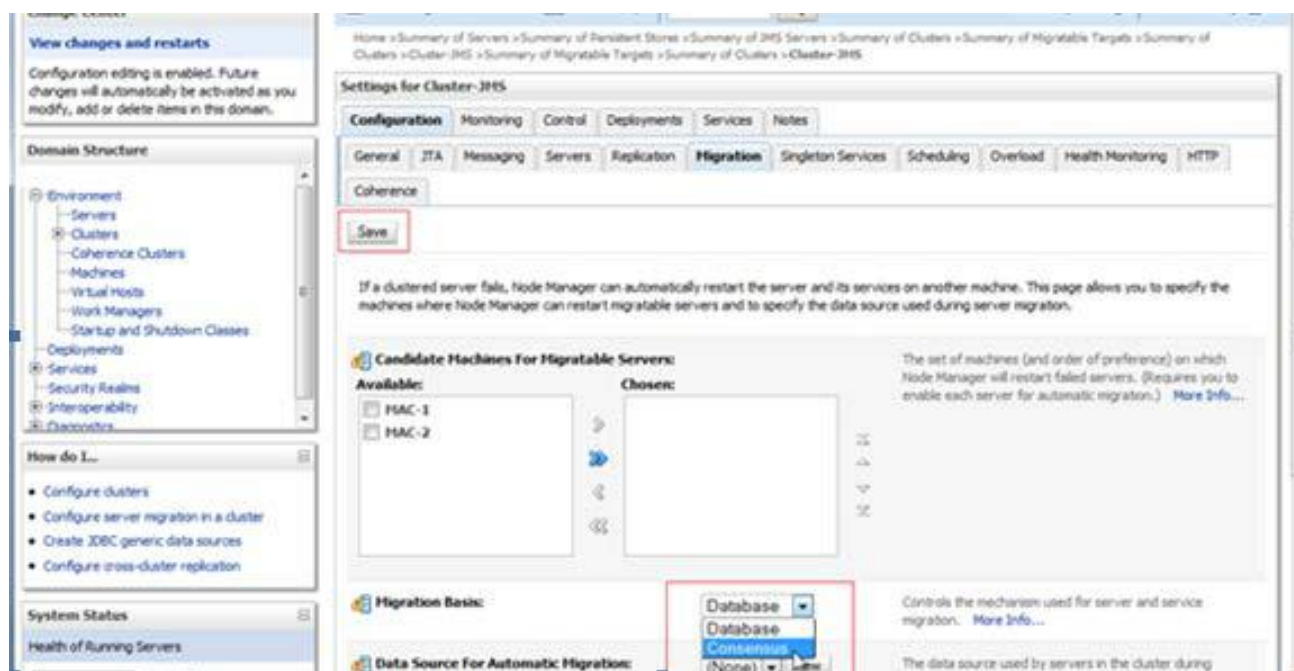 Change Center
View changes and restarts
Configuration editing is enabled. Future
changes will automatically be activated as you
modify, add or delete items in this domain.
Domain Structure
Environment
Servers
Clusters
Coherence Clusters
Machines
Virtual Hosts
Work Managers
Startup and Shutdown Classes
Deployments
Services
Security Realms
Interoperability
Diagnostics
How do I...
Configure clusters
Configure server migration in a cluster
Create JDBC generic data sources
Configure cross-cluster replication
System Status
Health of Running Servers
Home >Summary of Servers >Summary of Persistent Stores >Summary of JMS Servers >Summary of Clusters >Summary of Migratable Targets >Summary of
Clusters >Cluster-JMS >Summary of Migratable Targets >Summary of Clusters >Cluster-JMS
Settings for Cluster-JMS
Configuration Monitoring Control Deployments Services Notes
General JTA Messaging Servers Replication Migration Singleton Services Scheduling Overload Health Monitoring HTTP
Coherence
Save
If a clustered server fails, Node Manager can automatically restart the server and its services on another machine. This page allows you to specify the
machines where Node Manager can restart migratable servers and to specify the data source used during server migration.
Candidate Machines For Migratable Servers:
Available:
Chosen:
MAC-1
MAC-2
The set of machines (and order of preference) on which
Node Manager will restart failed servers. (Requires you to
enable each server for automatic migration.) More Info...
Migration Basis:
Database
Database
Consensus
Controls the mechanism used for server and service
migration. More Info...
Data Source For Automatic Migration:
(None)
The data source used by servers in the cluster during